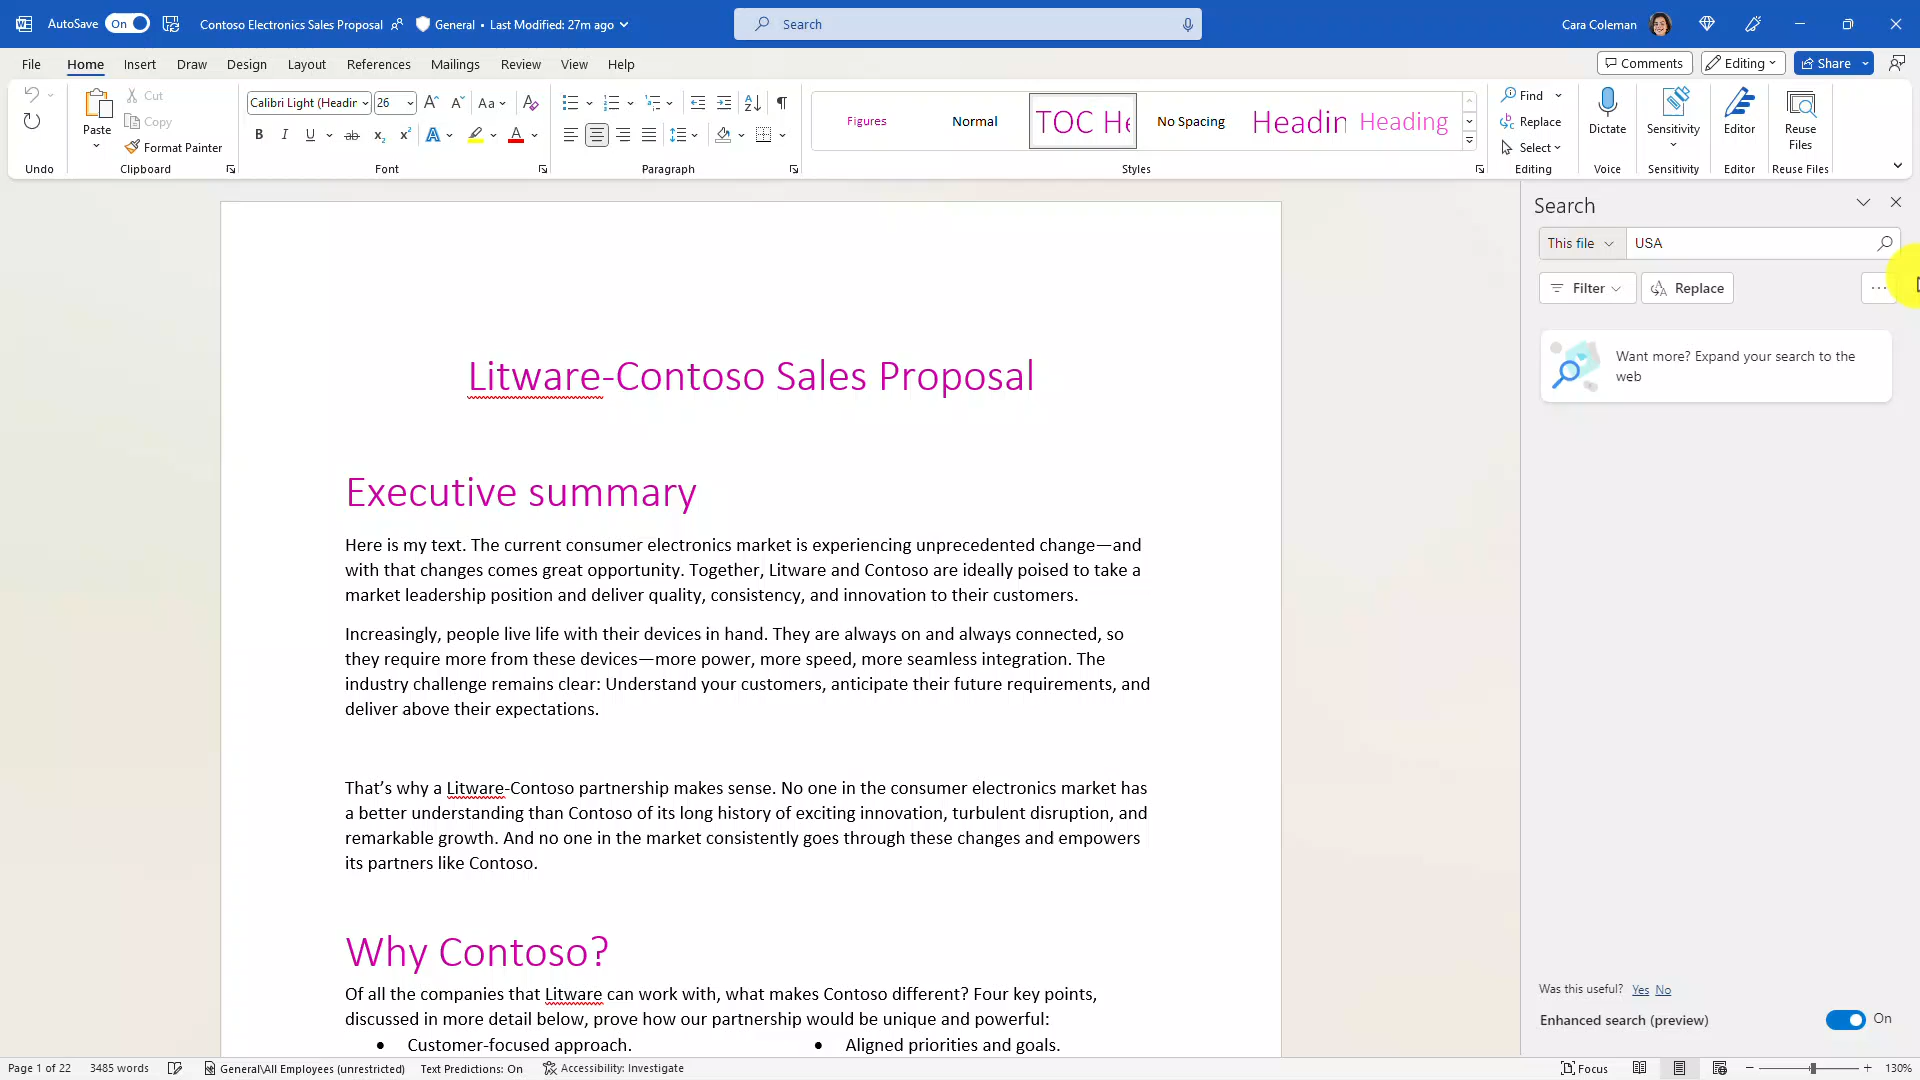 AutoSave On Contoso Electronics Sales Proposal General • Last Modified: 27m ago Search Cara Coleman
File Home Insert Draw Design Layout References Mailings Review View Help Comments Editing Share
Paste Cut Copy Format Painter
Calibri Light (Headin 26 Aa
B I U ab x₂ x² A A
Figures Normal TOC He No Spacing Headin Heading
Find Replace Select
Dictate Sensitivity Editor Reuse Files
Undo Clipboard Font Paragraph Styles Editing Voice Sensitivity Editor Reuse Files
Litware-Contoso Sales Proposal
Executive summary
Here is my text. The current consumer electronics market is experiencing unprecedented change—and
with that changes comes great opportunity. Together, Litware and Contoso are ideally poised to take a
market leadership position and deliver quality, consistency, and innovation to their customers.
Increasingly, people live life with their devices in hand. They are always on and always connected, so
they require more from these devices—more power, more speed, more seamless integration. The
industry challenge remains clear: Understand your customers, anticipate their future requirements, and
deliver above their expectations.
That's why a Litware-Contoso partnership makes sense. No one in the consumer electronics market has
a better understanding than Contoso of its long history of exciting innovation, turbulent disruption, and
remarkable growth. And no one in the market consistently goes through these changes and empowers
its partners like Contoso.
Why Contoso?
Of all the companies that Litware can work with, what makes Contoso different? Four key points,
discussed in more detail below, prove how our partnership would be unique and powerful:
• Customer-focused approach. • Aligned priorities and goals.
Search
This file USA
Filter Replace ...
Want more? Expand your search to the
web
Was this useful? Yes No
Enhanced search (preview) On
Page 1 of 22 3485 words General\All Employees (unrestricted) Text Predictions: On Accessibility: Investigate Focus 130%